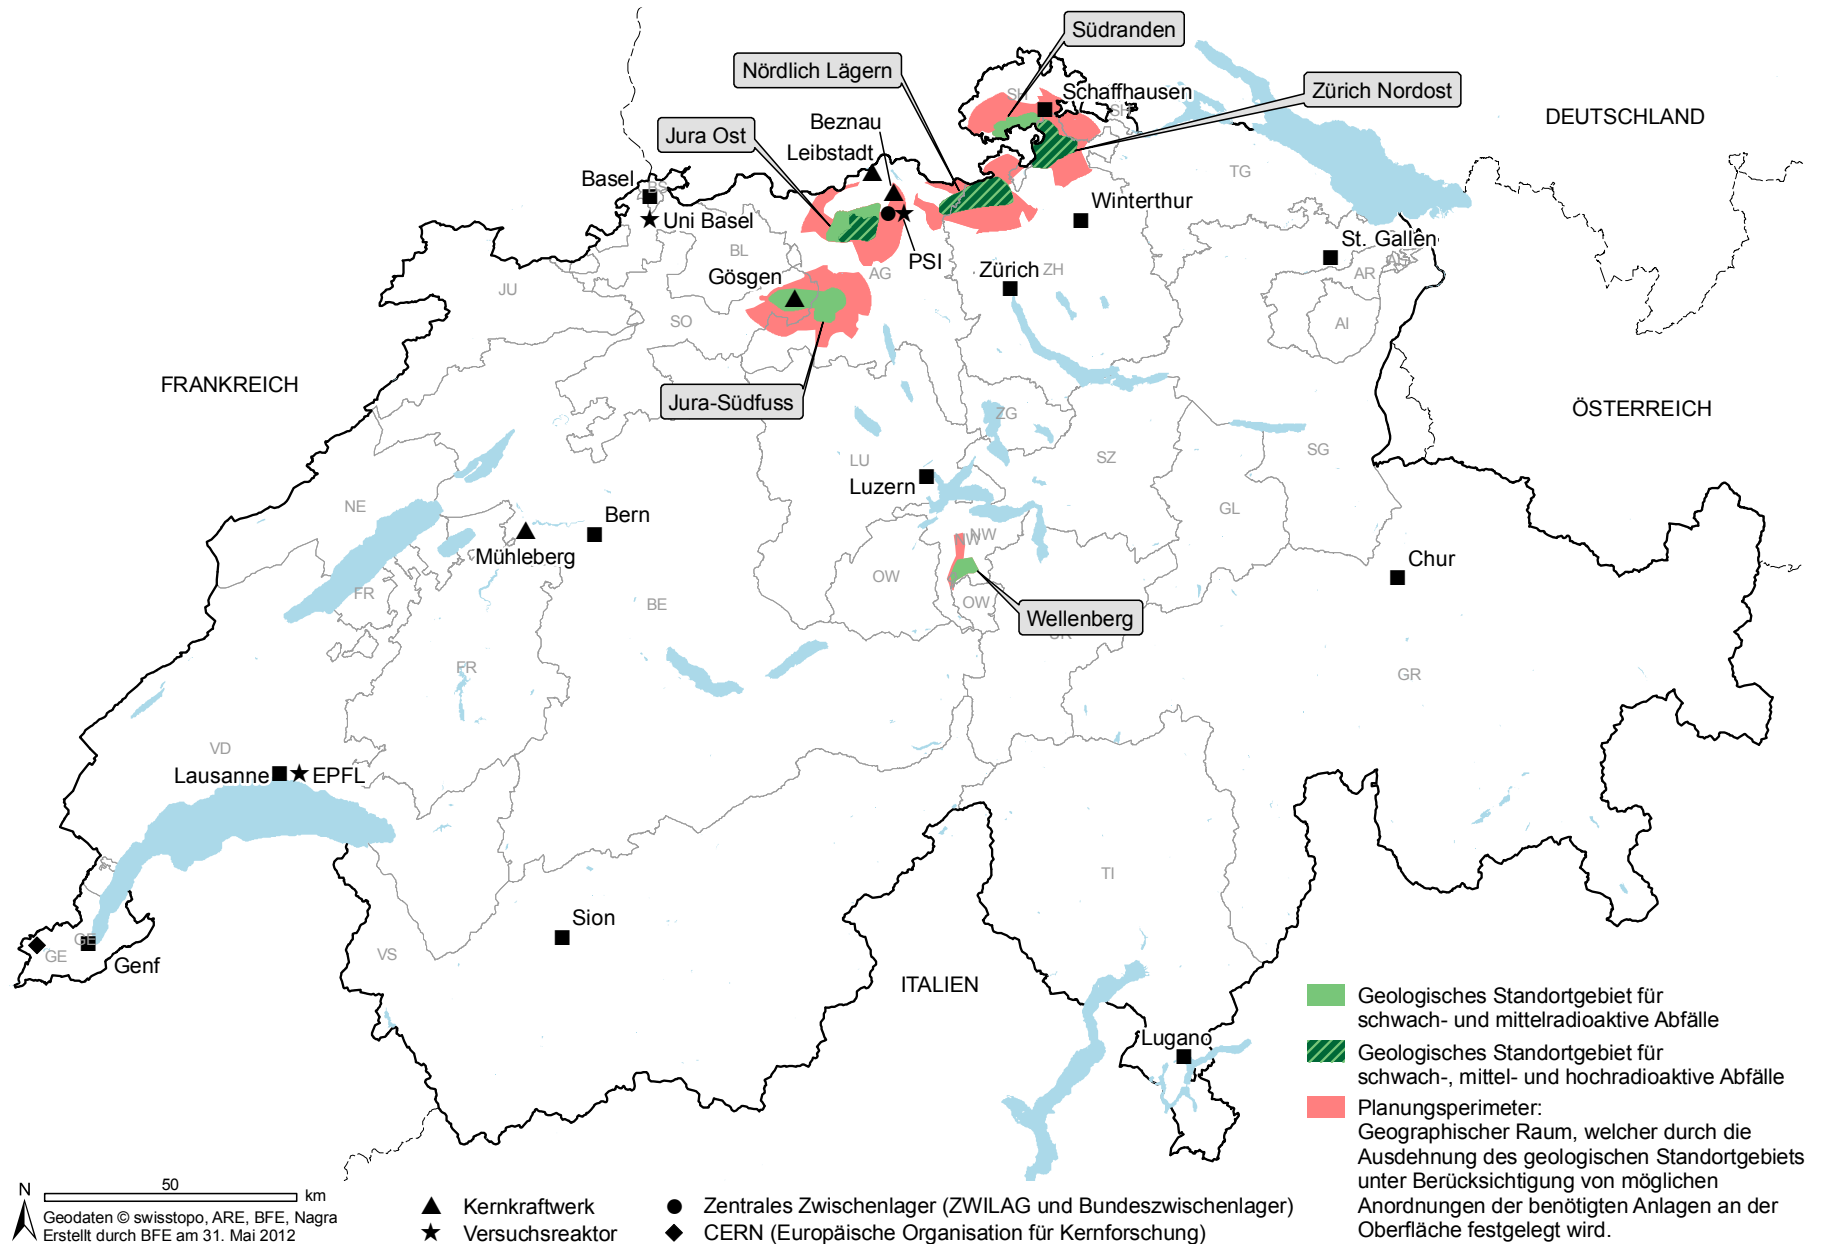 Südranden
Nördlich Lägern
Zürich Nordost
SH
Schaffhausen
SH
DEUTSCHLAND
Beznau
Jura Ost
Leibstadt
TG
Basel
BS
Winterthur
Uni Basel
St. Gallen
BL
PSI
Gösgen
AG
Zürich
ZH
AR
JU
SO
AI
FRANKREICH
Jura-Südfuss
ÖSTERREICH
ZG
LU
SZ
SG
Luzern
NE
GL
Bern
NW
NW
Mühleberg
Chur
OW
FR
BE
OW
Wellenberg
FR
GR
VD
Lausanne
EPFL
TI
Sion
GE
GE
VS
Genf
ITALIEN
Lugano
Geologisches Standortgebiet für
schwach- und mittelradioaktive Abfälle
Geologisches Standortgebiet für
schwach-, mittel- und hochradioaktive Abfälle
Planungsperimeter:
Geographischer Raum, welcher durch die
Ausdehnung des geologischen Standortgebiets
unter Berücksichtigung von möglichen
Anordnungen der benötigten Anlagen an der
Oberfläche festgelegt wird.
N
50
km
Geodaten © swisstopo, ARE, BFE, Nagra
Erstellt durch BFE am 31. Mai 2012
Kernkraftwerk
Versuchsreaktor
Zentrales Zwischenlager (ZWILAG und Bundeszwischenlager)
CERN (Europäische Organisation für Kernforschung)